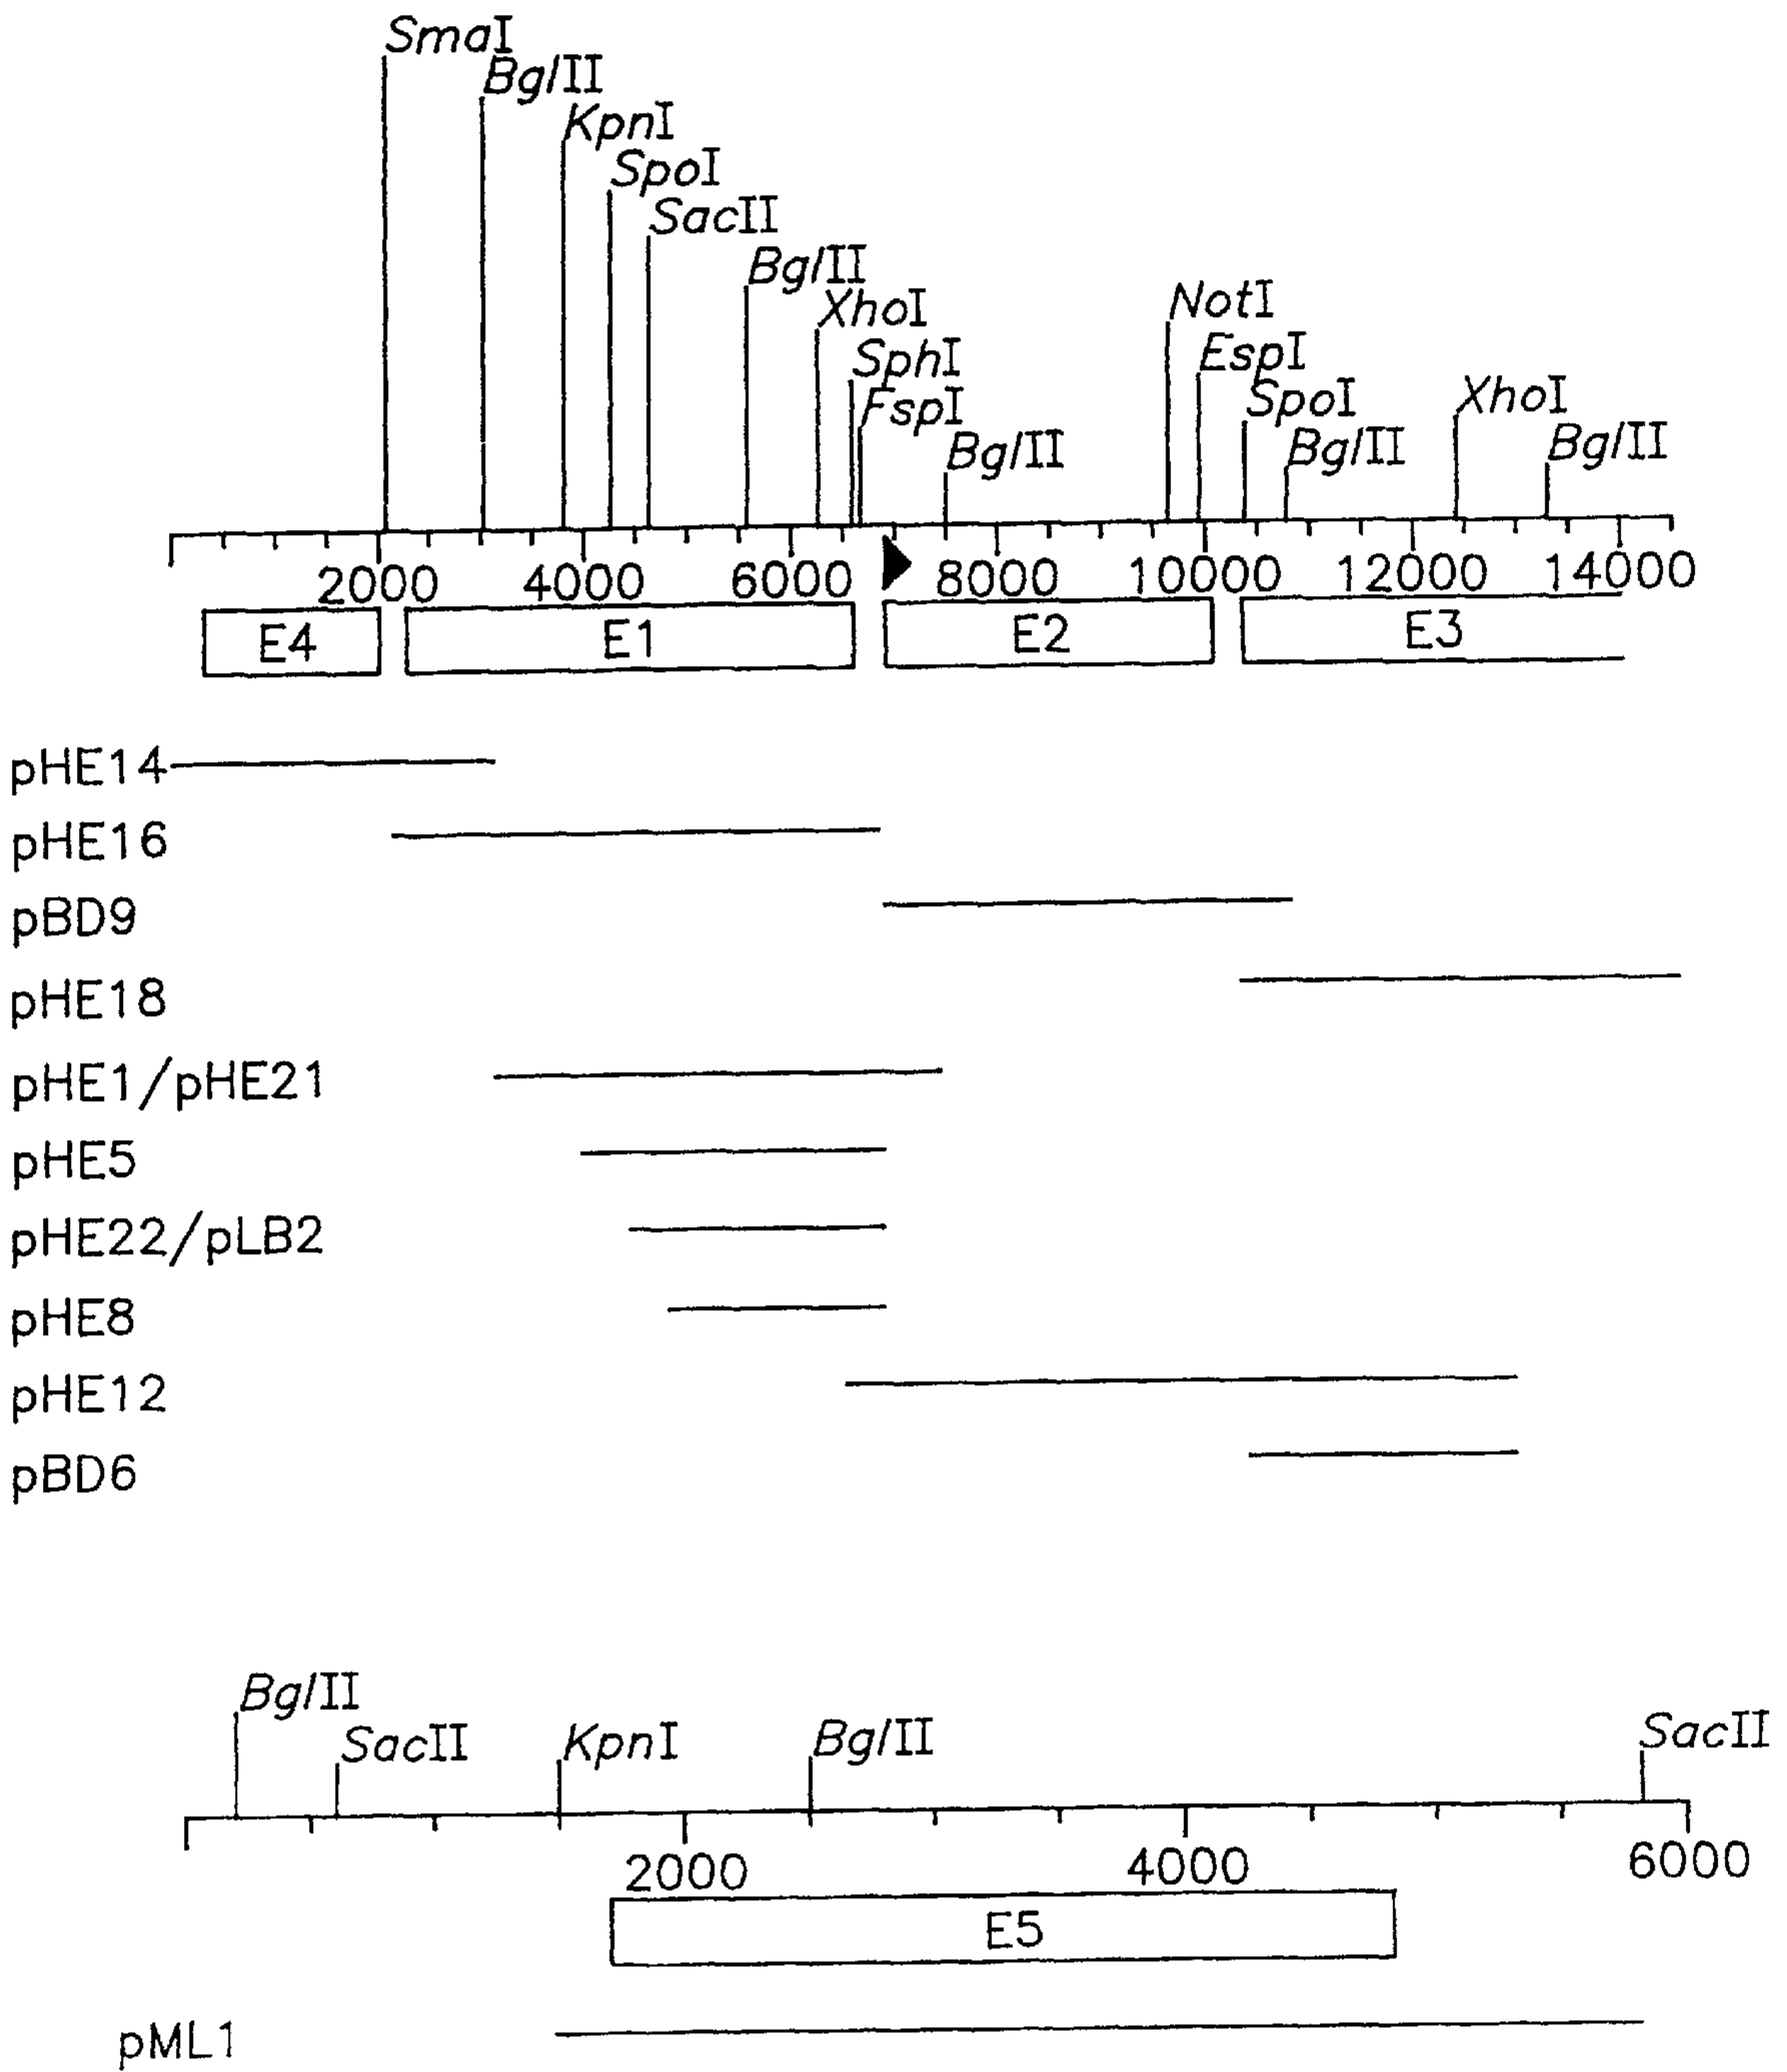 SmaI
BglII
KpnI
SpoI
SacII
BglII
XhoI
SphI
FspI
BglII
NotI
EspI
SpoI
BglII
XhoI
BglII
2000 4000 6000 8000 10000 12000 14000
E4 E1 E2 E3
pHE14
pHE16
pBD9
pHE18
pHE1/pHE21
pHE5
pHE22/pLB2
pHE8
pHE12
pBD6
BglII
SacII
KpnI
BglII
SacII
2000 4000 6000
E5
pML1